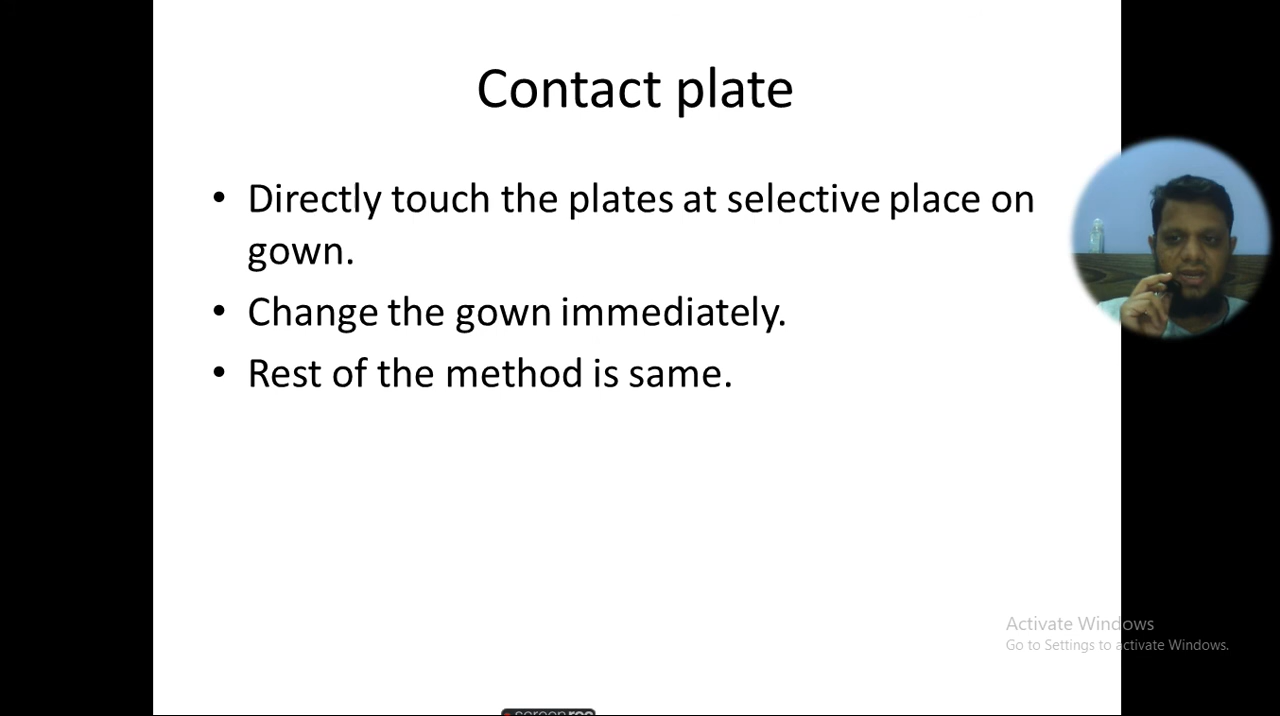 Contact plate
• Directly touch the plates at selective place on
gown.
• Change the gown immediately.
• Rest of the method is same.
Activate Windows
Go to Settings to activate Windows.